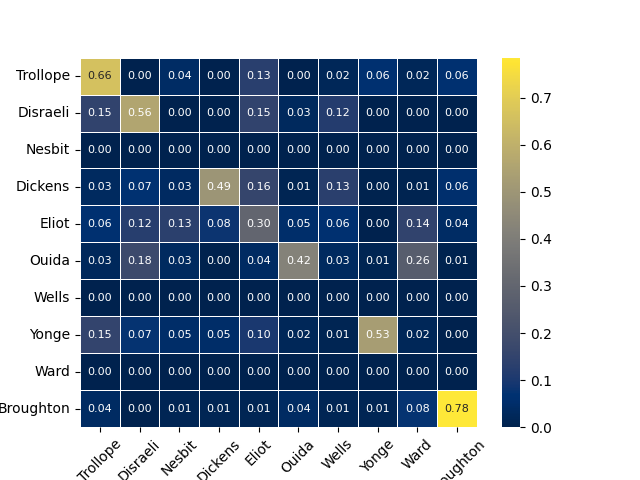 Trollope 0.66 0.00 0.04 0.00 0.13 0.00 0.02 0.06 0.02 0.06
Disraeli 0.15 0.56 0.00 0.00 0.15 0.03 0.12 0.00 0.00 0.00
Nesbit 0.00 0.00 0.00 0.00 0.00 0.00 0.00 0.00 0.00 0.00
Dickens 0.03 0.07 0.03 0.49 0.16 0.01 0.13 0.00 0.01 0.06
Eliot 0.06 0.12 0.13 0.08 0.30 0.05 0.06 0.00 0.14 0.04
Ouida 0.03 0.18 0.03 0.00 0.04 0.42 0.03 0.01 0.26 0.01
Wells 0.00 0.00 0.00 0.00 0.00 0.00 0.00 0.00 0.00 0.00
Yonge 0.15 0.07 0.05 0.05 0.10 0.02 0.01 0.53 0.02 0.00
Ward 0.00 0.00 0.00 0.00 0.00 0.00 0.00 0.00 0.00 0.00
Broughton 0.04 0.00 0.01 0.01 0.01 0.04 0.01 0.01 0.08 0.78
Trollope Disraeli Nesbit Dickens Eliot Ouida Wells Yonge Ward oughton
0.7
0.6
0.5
0.4
0.3
0.2
0.1
0.0